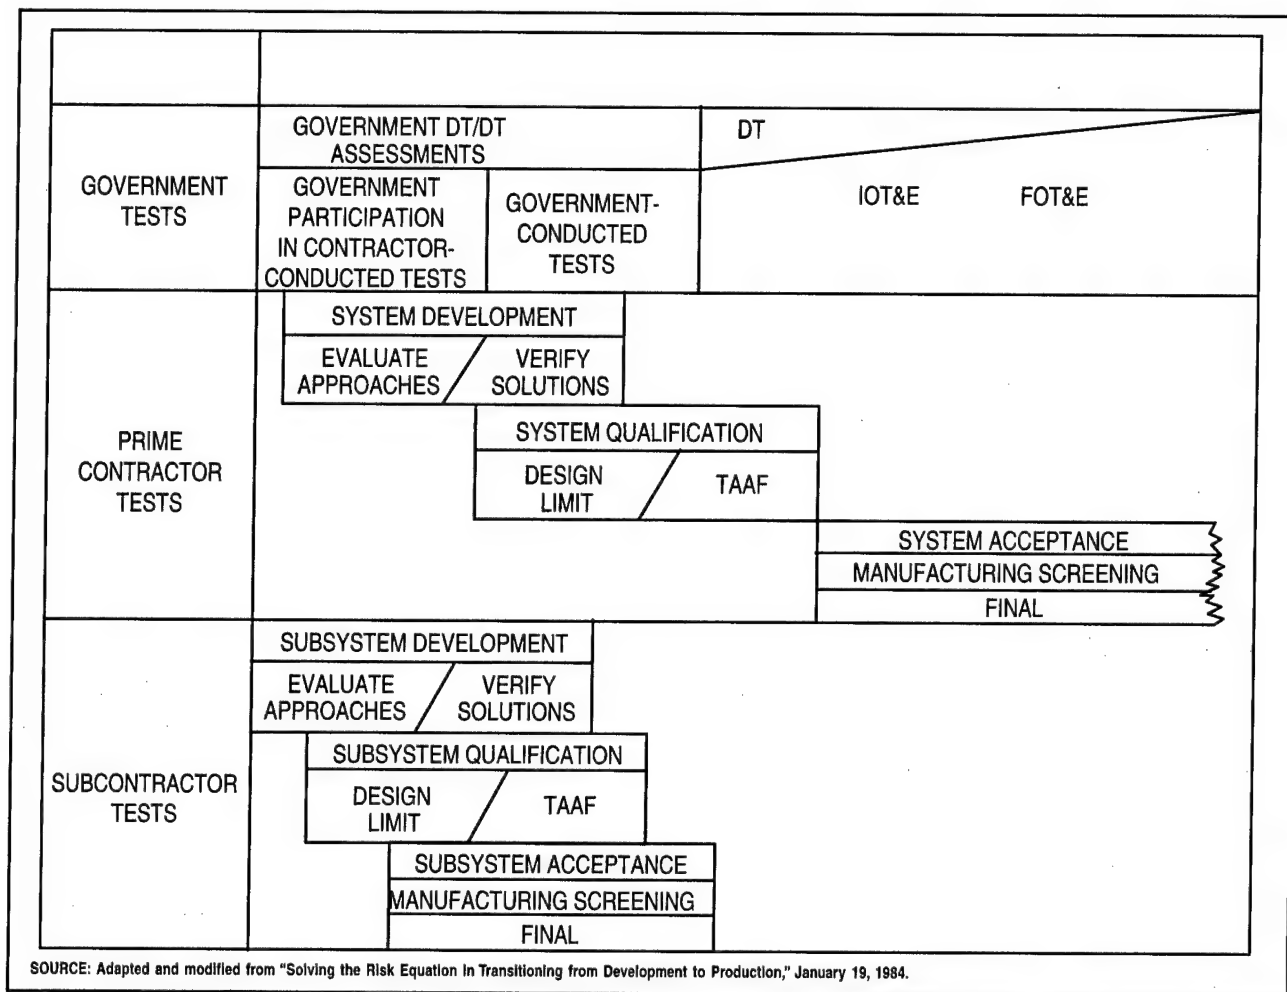 GOVERNMENT
TESTS
GOVERNMENT DT/DT
ASSESSMENTS
DT
GOVERNMENT
PARTICIPATION
IN CONTRACTOR-
CONDUCTED TESTS
GOVERNMENT-
CONDUCTED
TESTS
IOT&E
FOT&E
PRIME
CONTRACTOR
TESTS
SYSTEM DEVELOPMENT
EVALUATE
APPROACHES
VERIFY
SOLUTIONS
SYSTEM QUALIFICATION
DESIGN
LIMIT
TAAF
SYSTEM ACCEPTANCE
MANUFACTURING SCREENING
FINAL
SUBCONTRACTOR
TESTS
SUBSYSTEM DEVELOPMENT
EVALUATE
APPROACHES
VERIFY
SOLUTIONS
SUBSYSTEM QUALIFICATION
DESIGN
LIMIT
TAAF
SUBSYSTEM ACCEPTANCE
MANUFACTURING SCREENING
FINAL
SOURCE: Adapted and modified from "Solving the Risk Equation in Transitioning from Development to Production," January 19, 1984.